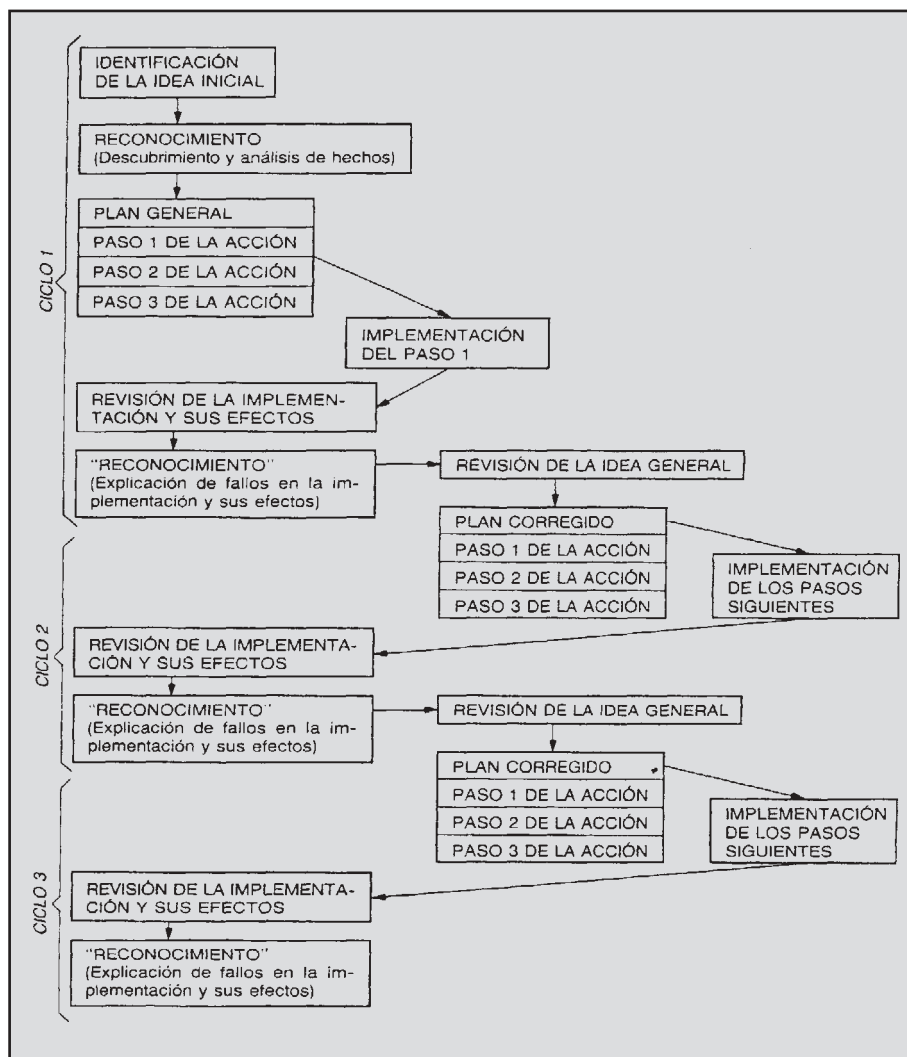 CICLO 1
IDENTIFICACIÓN
DE LA IDEA INICIAL
RECONOCIMIENTO
(Descubrimiento y análisis de hechos)
PLAN GENERAL
PASO 1 DE LA ACCIÓN
PASO 2 DE LA ACCIÓN
PASO 3 DE LA ACCIÓN
IMPLEMENTACIÓN
DEL PASO 1
REVISIÓN DE LA IMPLEMEN-
TACIÓN Y SUS EFECTOS
"RECONOCIMIENTO"
(Explicación de fallos en la im-
plementación y sus efectos)
REVISIÓN DE LA IDEA GENERAL
PLAN CORREGIDO
PASO 1 DE LA ACCIÓN
PASO 2 DE LA ACCIÓN
PASO 3 DE LA ACCIÓN
IMPLEMENTACIÓN
DE LOS PASOS
SIGUIENTES
CICLO 2
REVISIÓN DE LA IMPLEMENTA-
CIÓN Y SUS EFECTOS
"RECONOCIMIENTO"
(Explicación de fallos en la im-
plementación y sus efectos)
REVISIÓN DE LA IDEA GENERAL
PLAN CORREGIDO
PASO 1 DE LA ACCIÓN
PASO 2 DE LA ACCIÓN
PASO 3 DE LA ACCIÓN
IMPLEMENTACIÓN
DE LOS PASOS
SIGUIENTES
CICLO 3
REVISIÓN DE LA IMPLEMENTA-
CIÓN Y SUS EFECTOS
"RECONOCIMIENTO"
(Explicación de fallos en la im-
plementación y sus efectos)